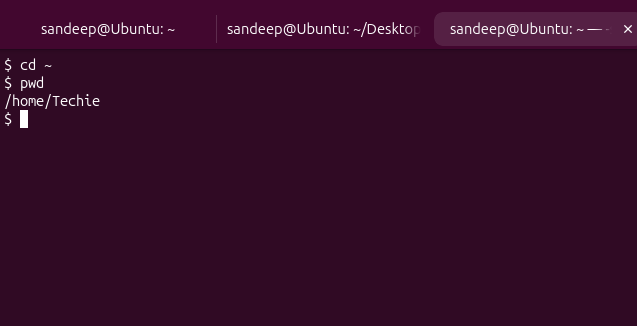 sandeep@Ubuntu: ~
sandeep@Ubuntu: ~/Desktop
sandeep@Ubuntu: ~ —
$ cd ~
$ pwd
/home/Techie
$